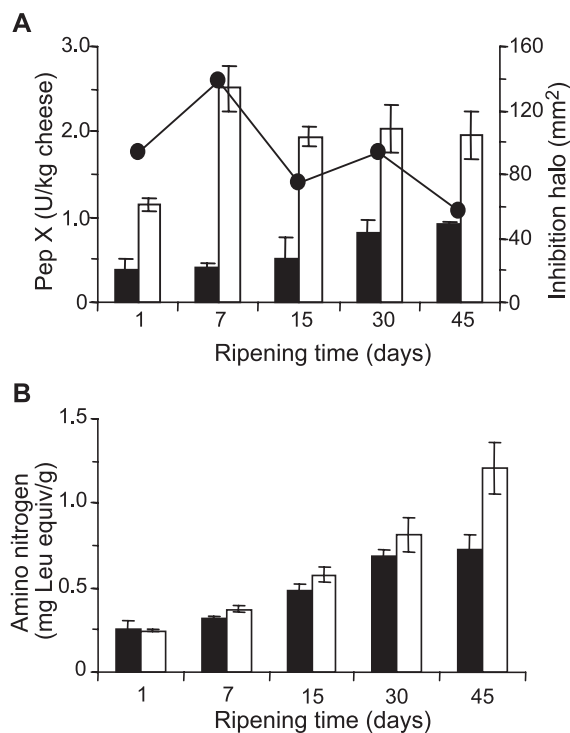 A
Pep X (U/kg cheese)
3.0
2.0
1.0
0
160
120
80
40
0
Inhibition halo (mm²)
1 7 15 30 45
Ripening time (days)
B
Amino nitrogen
(mg Leu equiv/g)
1.5
1.0
0.5
0
1 7 15 30 45
Ripening time (days)